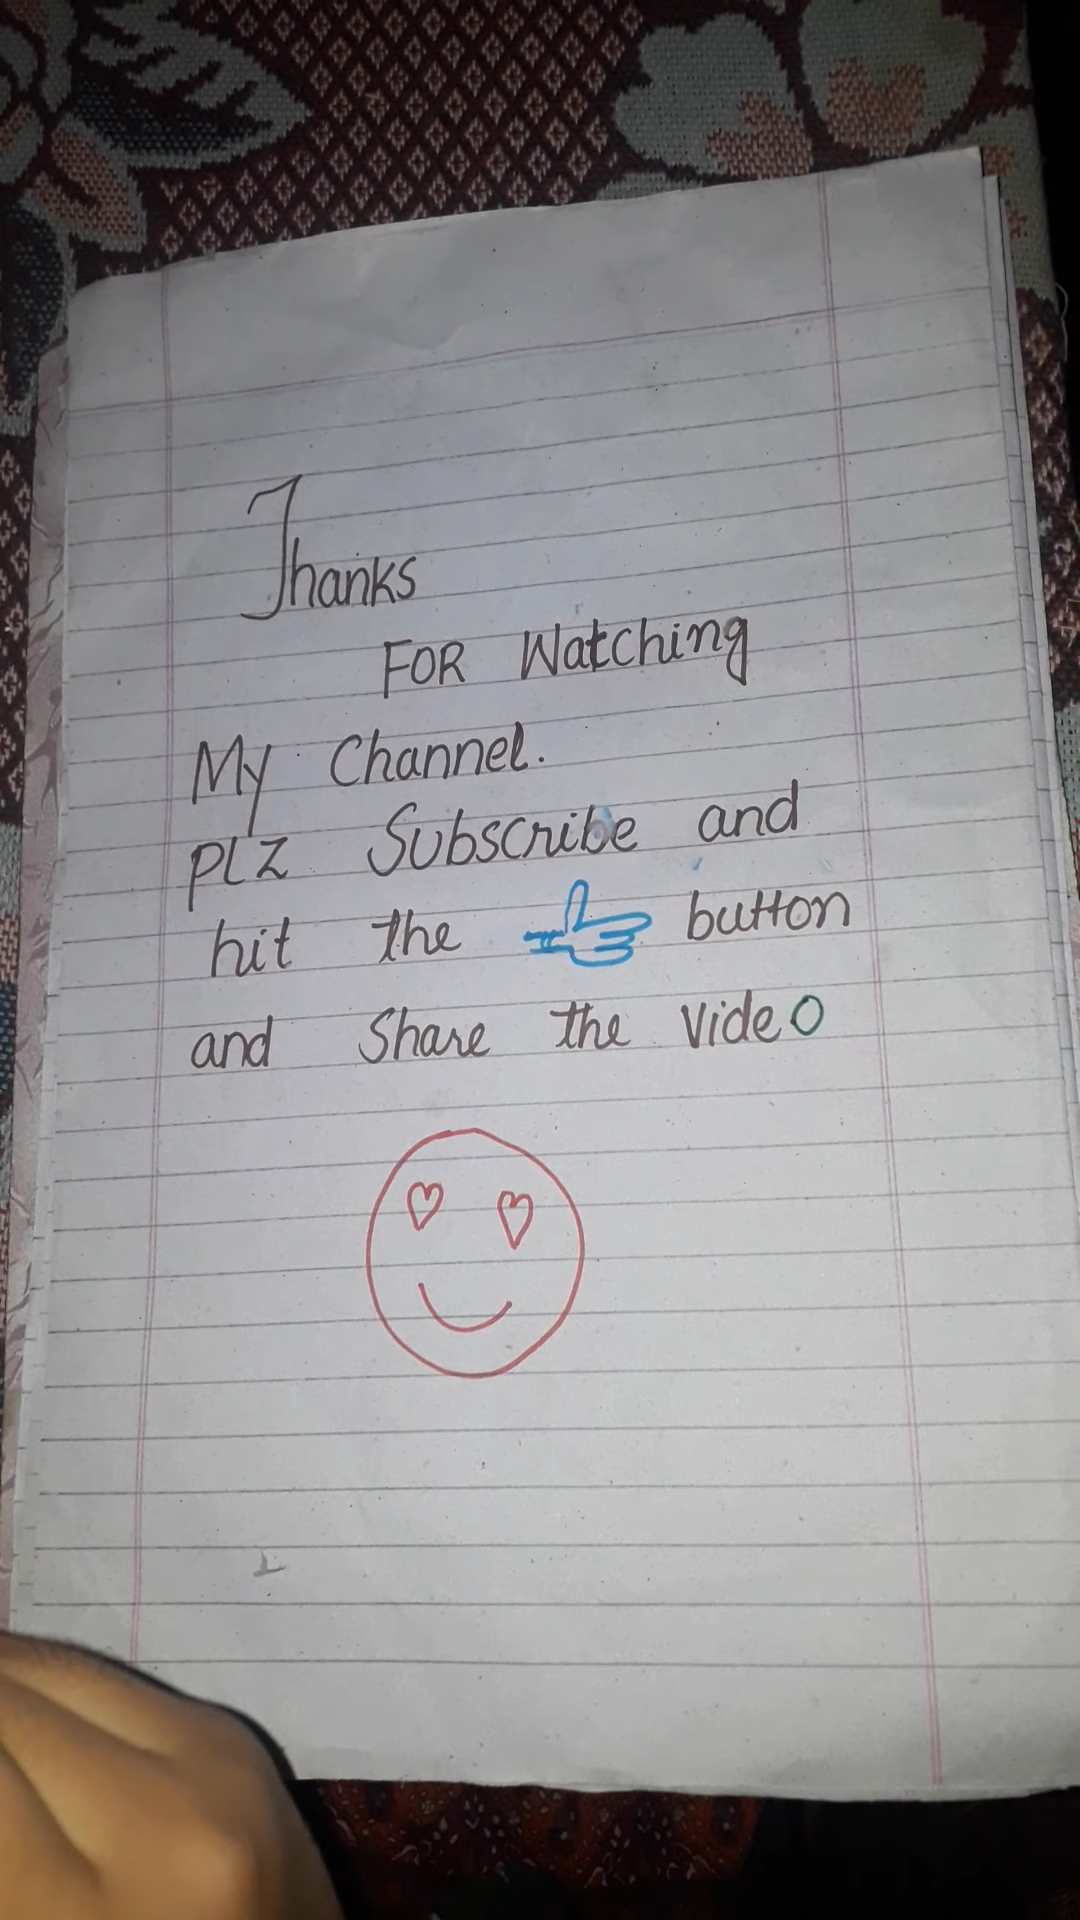 Thanks
FOR Watching
My Channel.
PLZ Subscribe and
hit the button
and Share the video